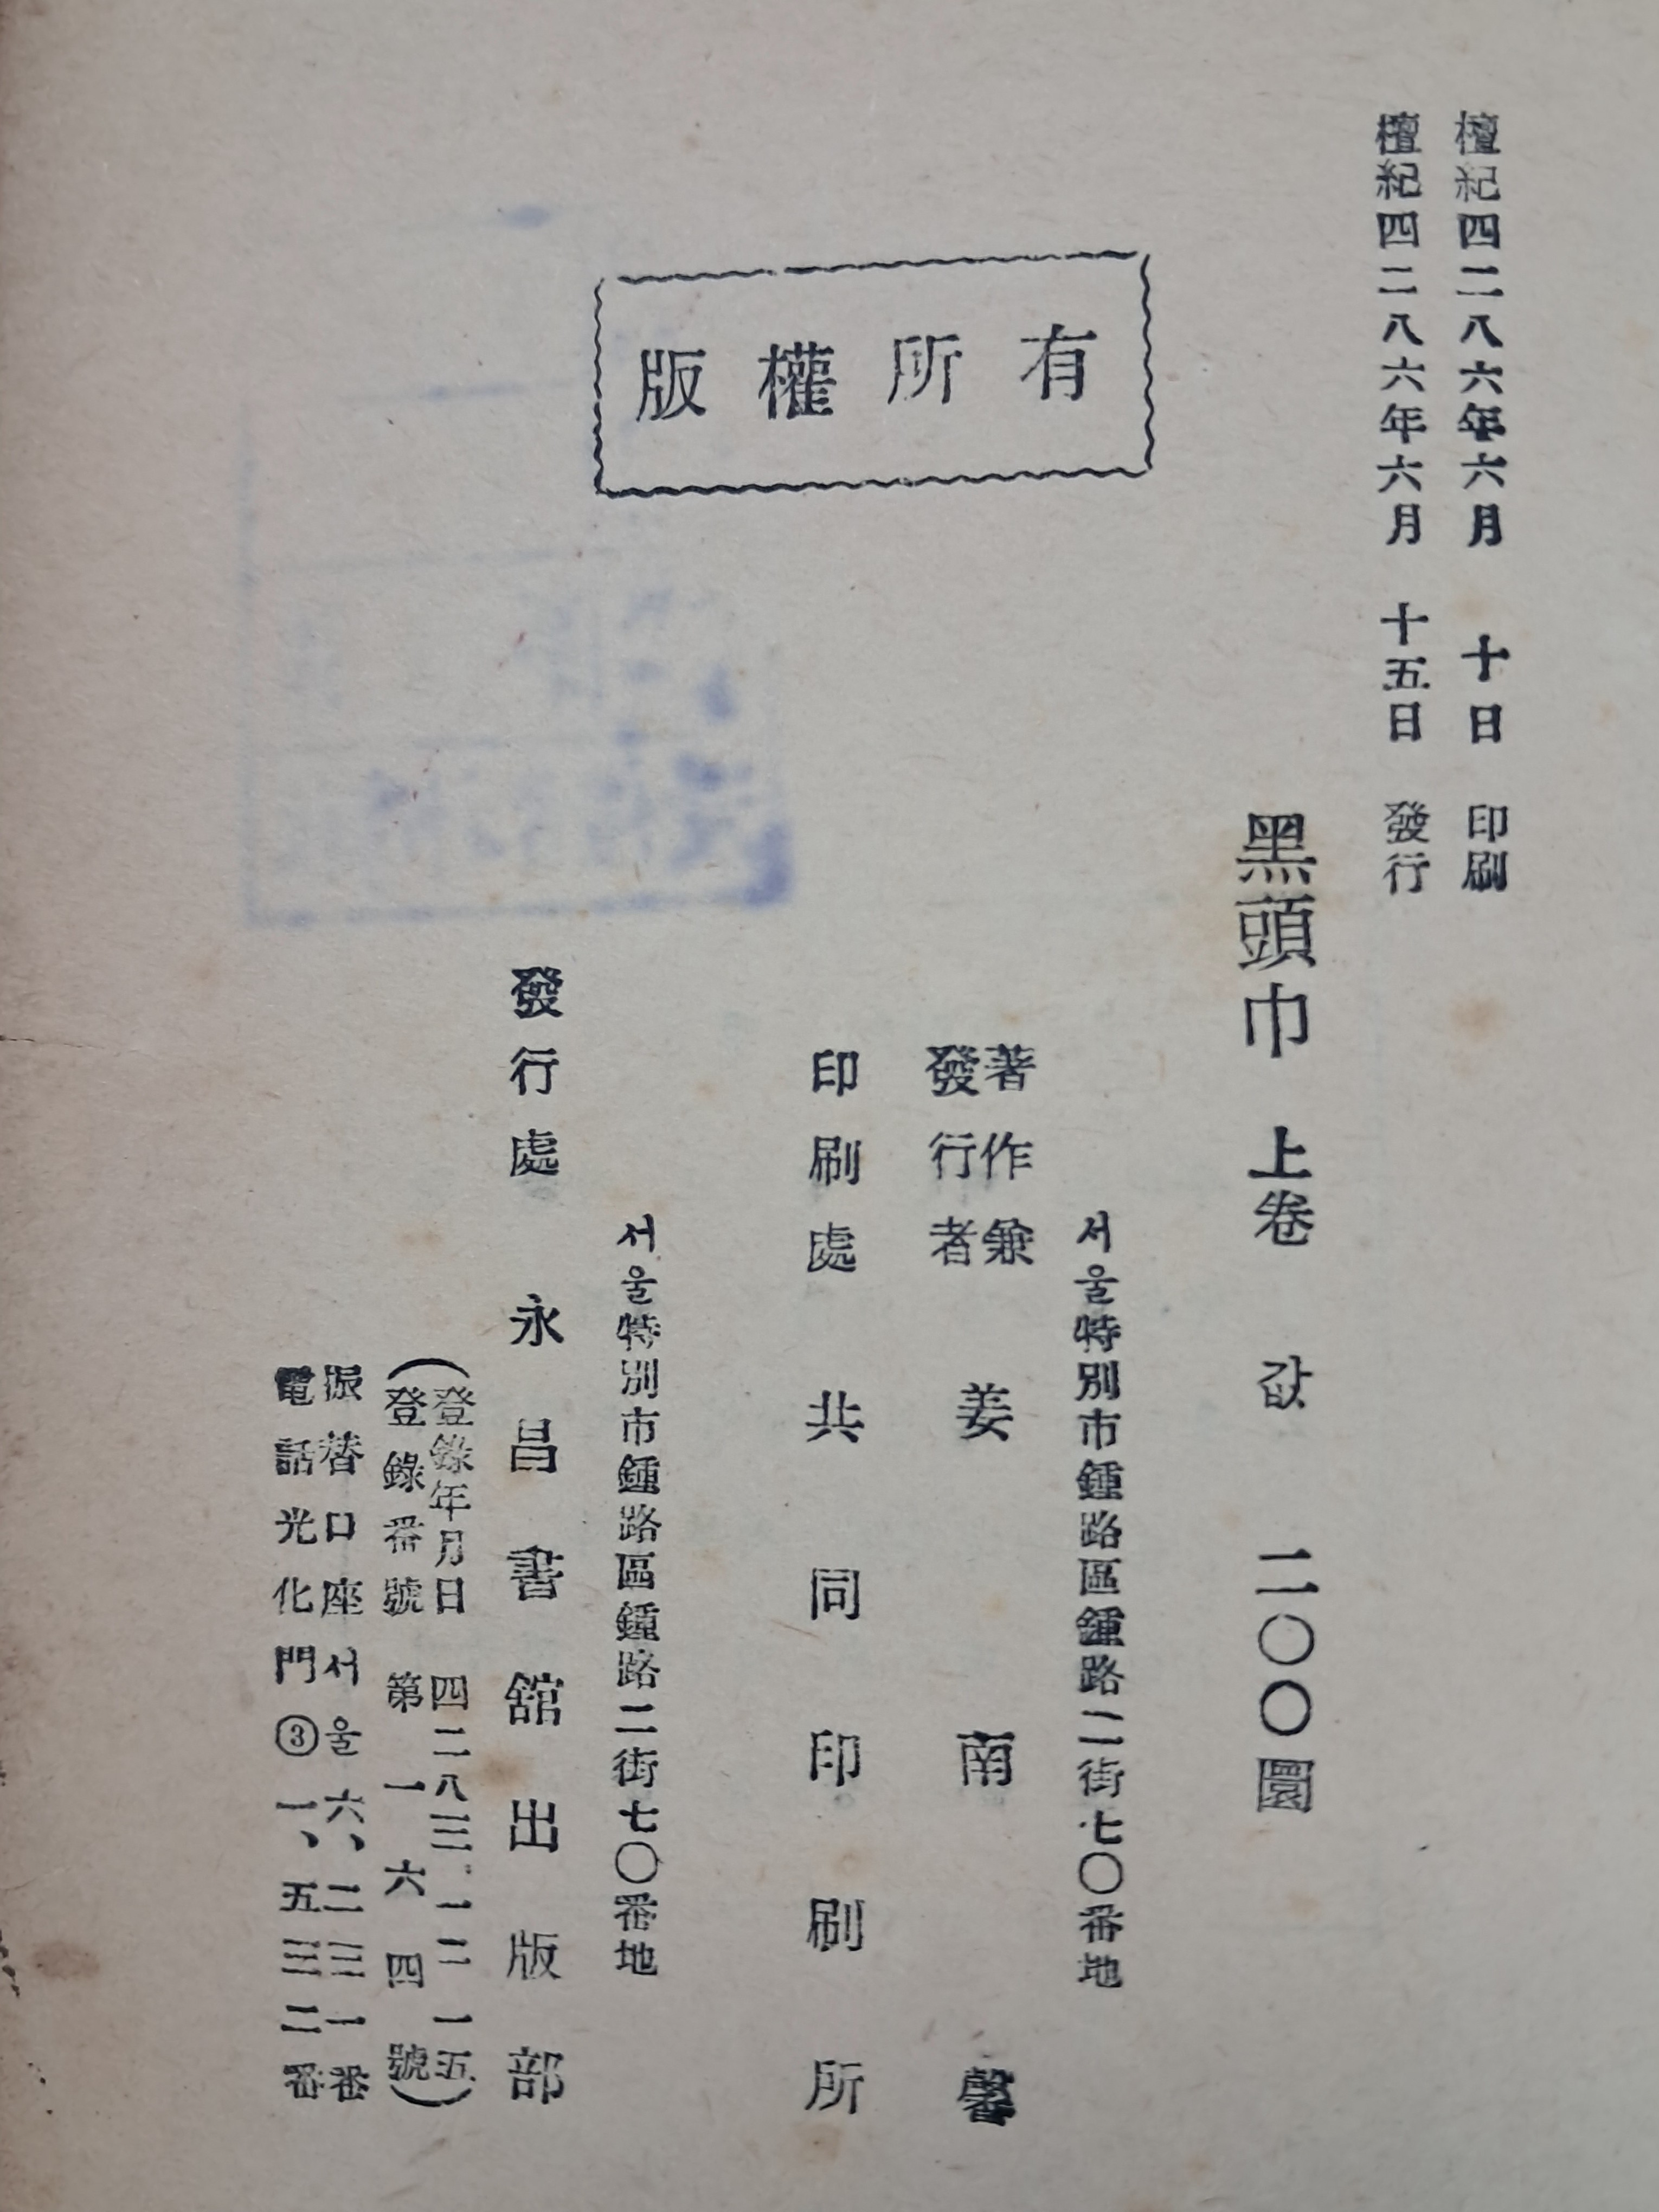 檀紀四二八六年六月 十日 印刷
檀紀四二八六年六月 十五日 發行
黑頭巾 上卷 값 二〇〇圜
版權所有
서울特別市鍾路區鍾路二街七〇番地
著作兼
發行者 姜南馨
印刷處 共同印刷所
서울特別市鍾路區鍾路二街七〇番地
發行處 永昌書舘出版部
(登錄年月日 四二八三.一二一五
登錄番號 第一六四號)
振替口座서울六、二三一番
電話光化門③一、五三二番